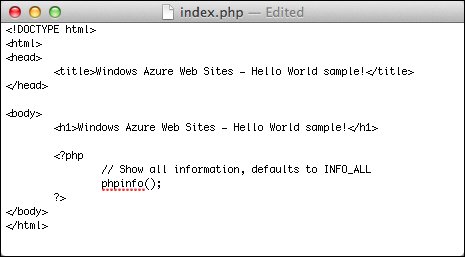 index.php — Edited
<!DOCTYPE html>
<html>
<head>
        <title>Windows Azure Web Sites - Hello World sample!</title>
</head>

<body>
        <h1>Windows Azure Web Sites - Hello World sample!</h1>

        <?php
                // Show all information, defaults to INFO_ALL
                phpinfo();
        ?>
</body>
</html>